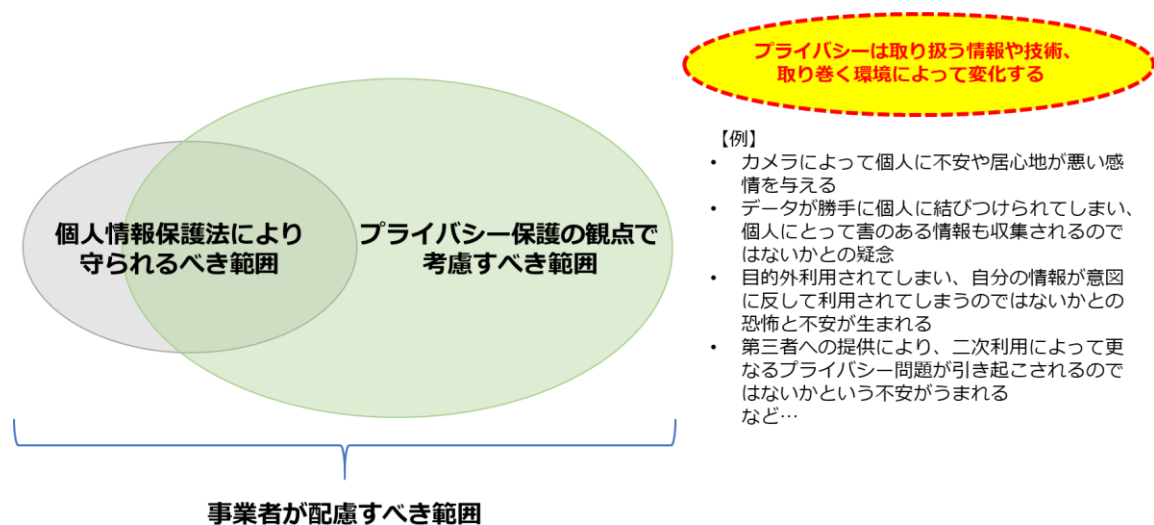 プライバシーは取り扱う情報や技術、
取り巻く環境によって変化する
個人情報保護法により
守られるべき範囲
プライバシー保護の観点で
考慮すべき範囲
事業者が配慮すべき範囲
【例】
• カメラによって個人に不安や居心地が悪い感
情を与える
• データが勝手に個人に結びつけられてしまい、
個人にとって害のある情報も収集されるので
はないかとの疑念
• 目的外利用されてしまい、自分の情報が意図
に反して利用されてしまうのではないかとの
恐怖と不安が生まれる
• 第三者への提供により、二次利用によって更
なるプライバシー問題が引き起こされるので
はないかという不安がうまれる
など…